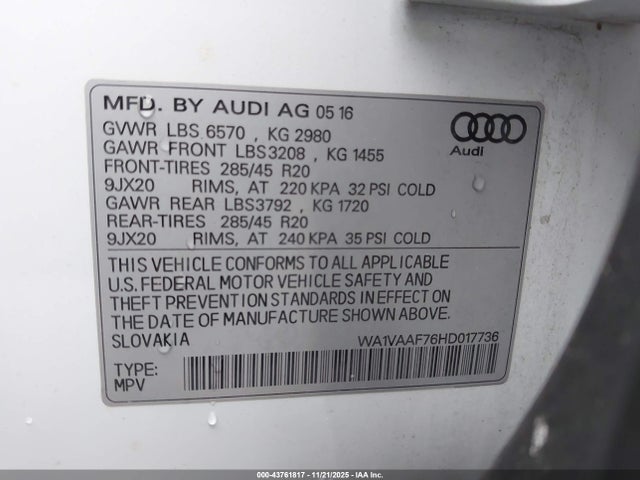 MFD. BY AUDI AG 05 16
GVWR LBS 6570 , KG 2980
GAWR FRONT LBS3208 , KG 1455
FRONT-TIRES 285/45 R20
9JX20 RIMS, AT 220 KPA 32 PSI COLD
GAWR REAR LBS3792 , KG 1720
REAR-TIRES 285/45 R20
9JX20 RIMS, AT 240 KPA 35 PSI COLD
Audi
THIS VEHICLE CONFORMS TO ALL APPLICABLE
U.S. FEDERAL MOTOR VEHICLE SAFETY AND
THEFT PREVENTION STANDARDS IN EFFECT ON
THE DATE OF MANUFACTURE SHOWN ABOVE.
SLOVAKIA WA1VAAF76HD017736
TYPE:
MPV
000-43761817 - 11/21/2025 - IAA Inc.